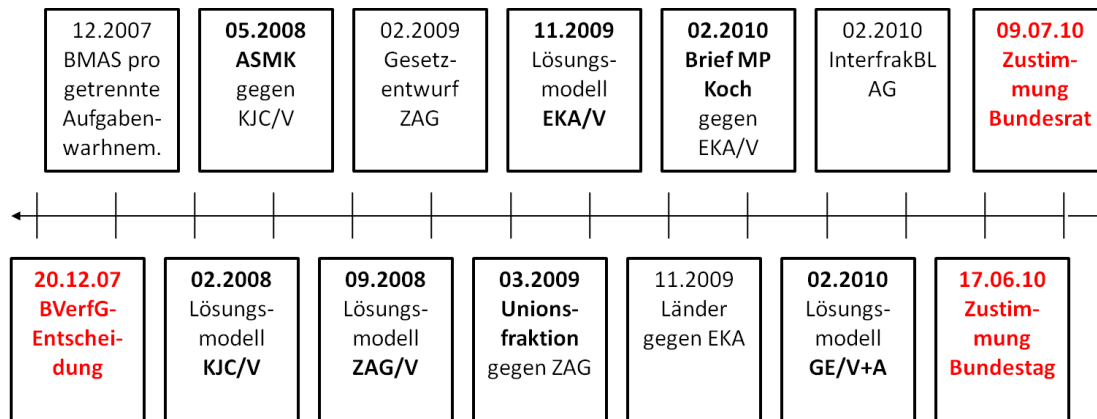 12.2007
BMAS pro
getrennte
Aufgaben-
warhnem.
05.2008
ASMK
gegen
KJC/V
02.2009
Gesetz-
entwurf
ZAG
11.2009
Lösungs-
modell
EKA/V
02.2010
Brief MP
Koch
gegen
EKA/V
02.2010
InterfrakBL
AG
09.07.10
Zustim-
mung
Bundesrat
20.12.07
BVerfG-
Entschei-
dung
02.2008
Lösungs-
modell
KJC/V
09.2008
Lösungs-
modell
ZAG/V
03.2009
Unions-
fraktion
gegen ZAG
11.2009
Länder
gegen EKA
02.2010
Lösungs-
modell
GE/V+A
17.06.10
Zustim-
mung
Bundestag